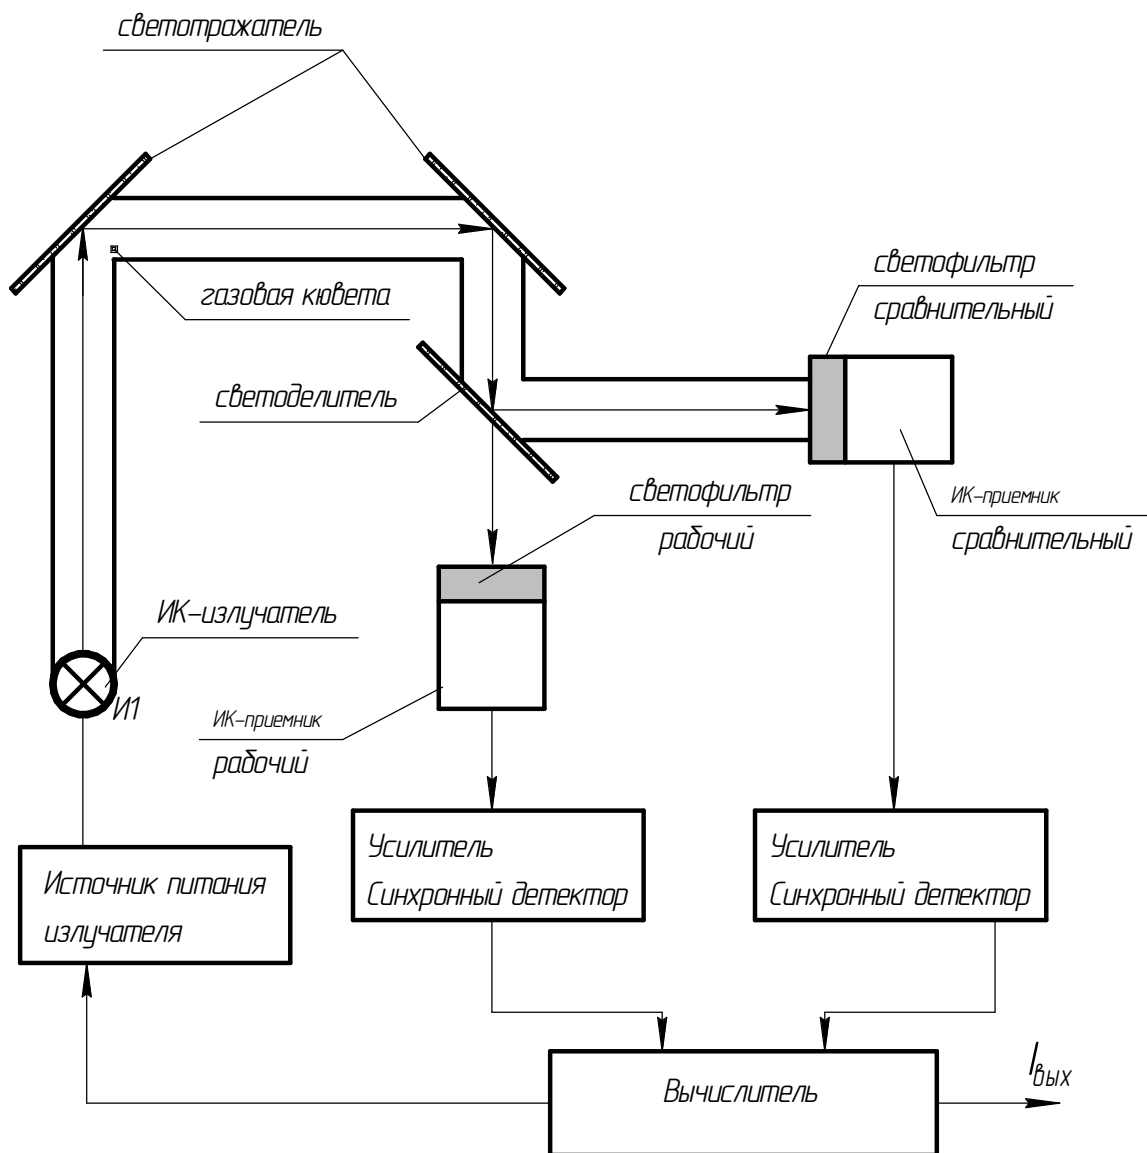 светотражатель
светофильтр
сравнительный
газовая кювета
светоделитель
светофильтр
рабочий
ИК-приемник
сравнительный
ИК-излучатель
И1
ИК-приемник
рабочий
Усилитель
Синхронный детектор
Усилитель
Синхронный детектор
Источник питания
излучателя
Вычислитель
Iвых